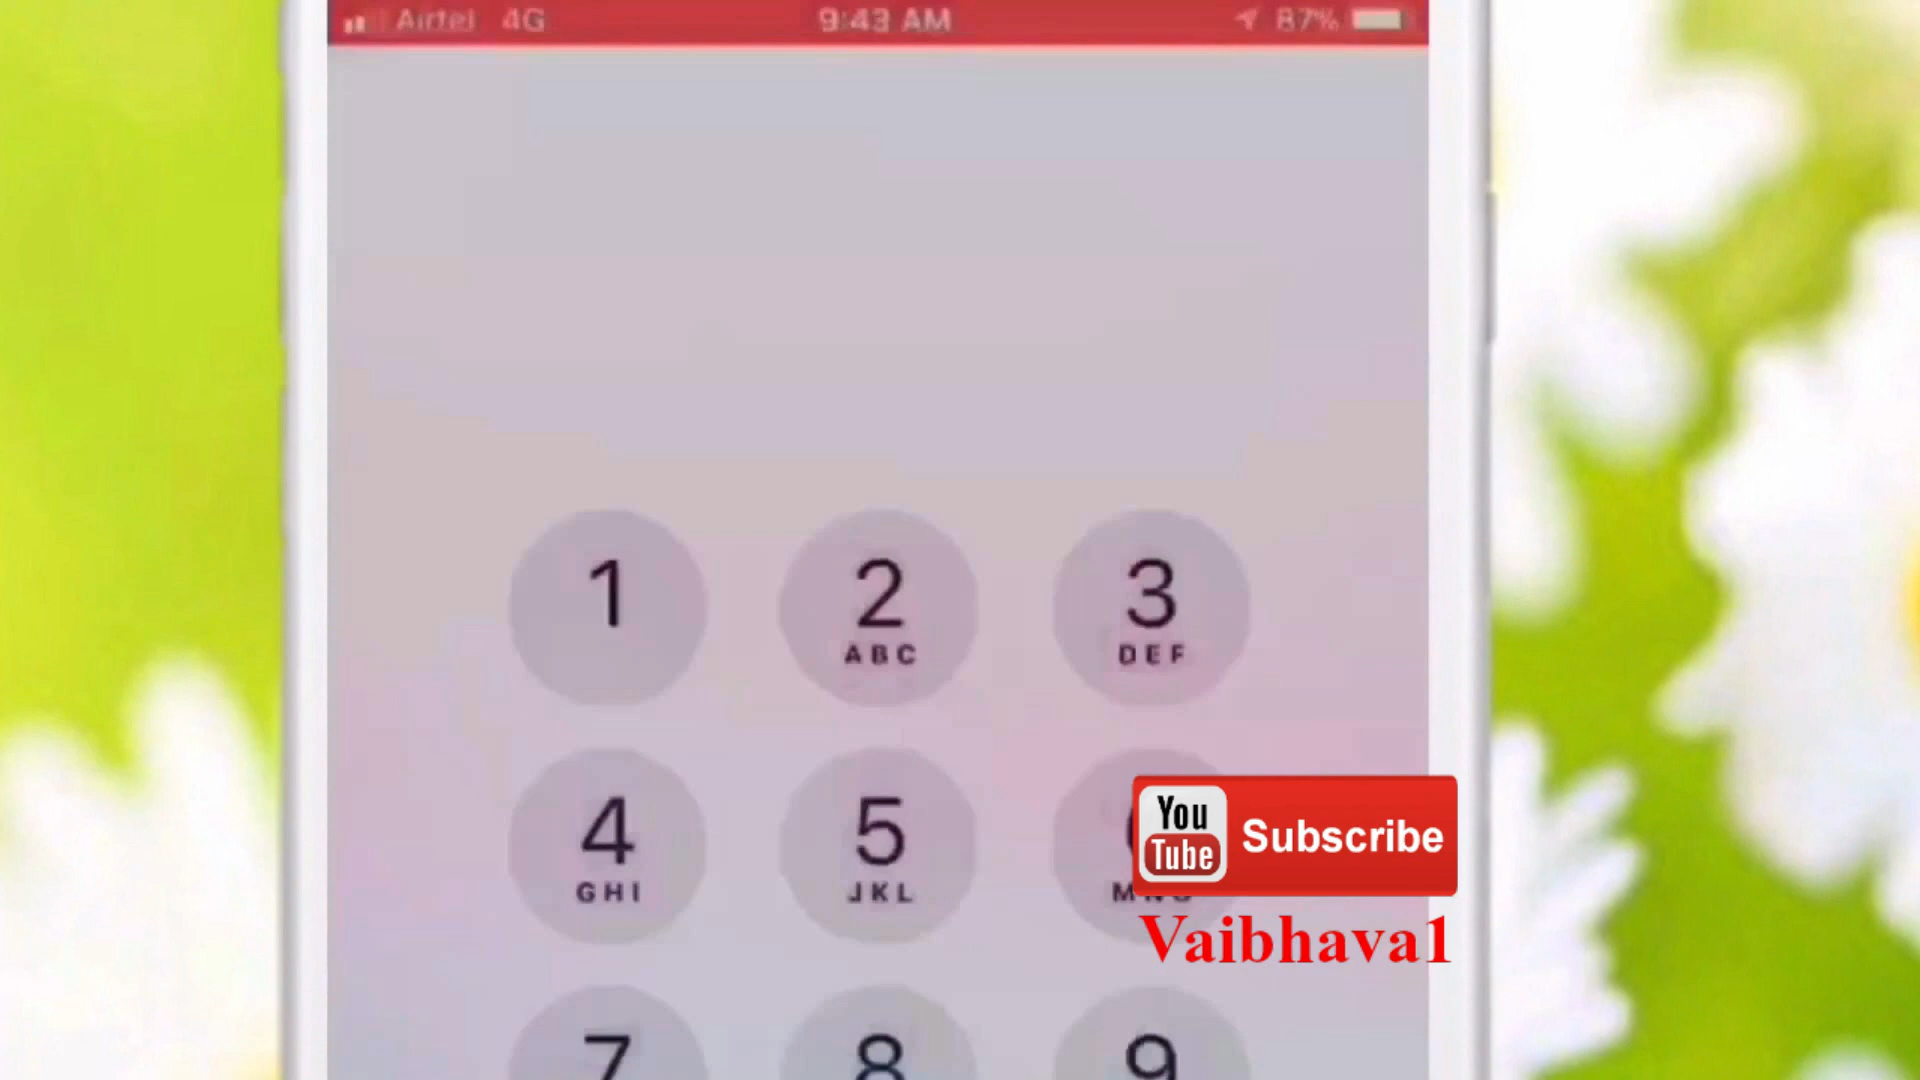 Airtel 4G 9:43 AM 87%
1 2 3
ABC DEF
4 5
GHI JKL
You
Tube
Subscribe
Vaibhava1
7 8 9